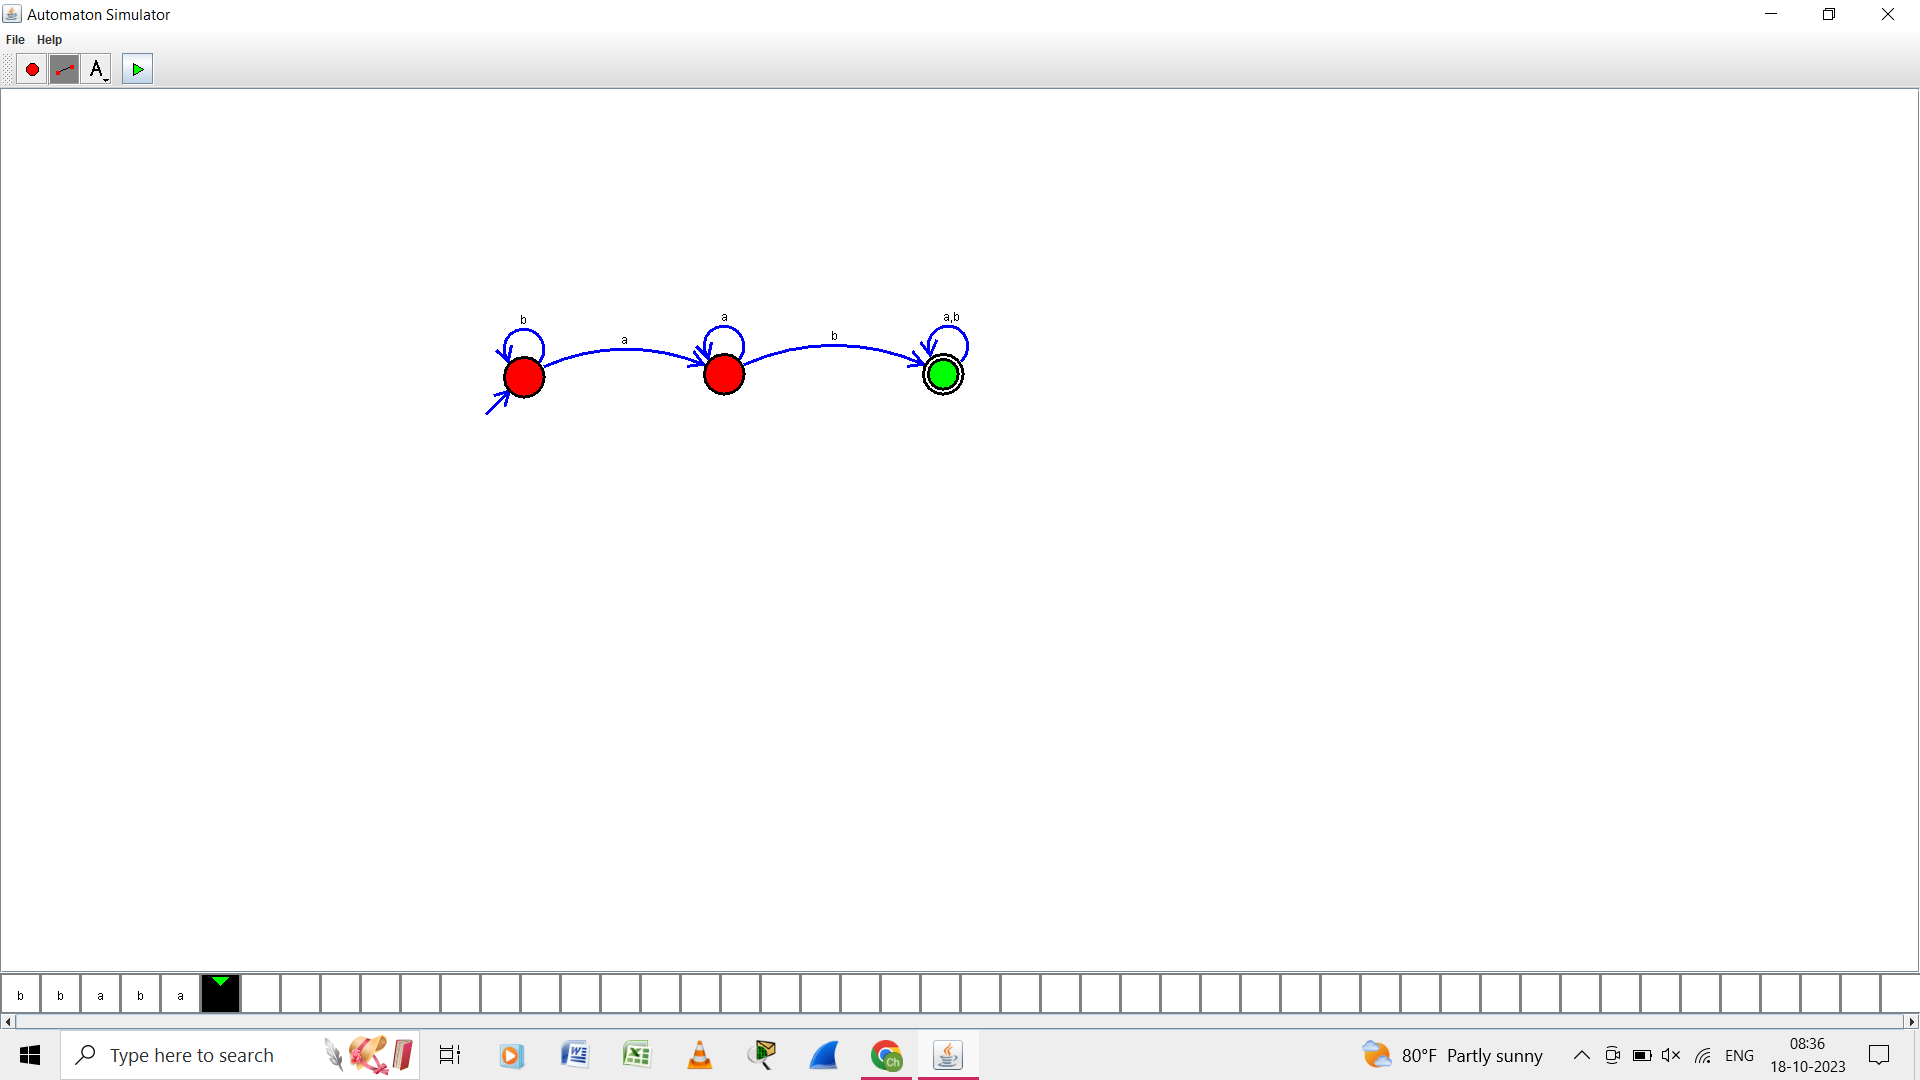 Automaton Simulator
File Help
A
b
a
a
b
a,b
b b a b a
Type here to search
80°F Partly sunny
ENG
08:36
18-10-2023